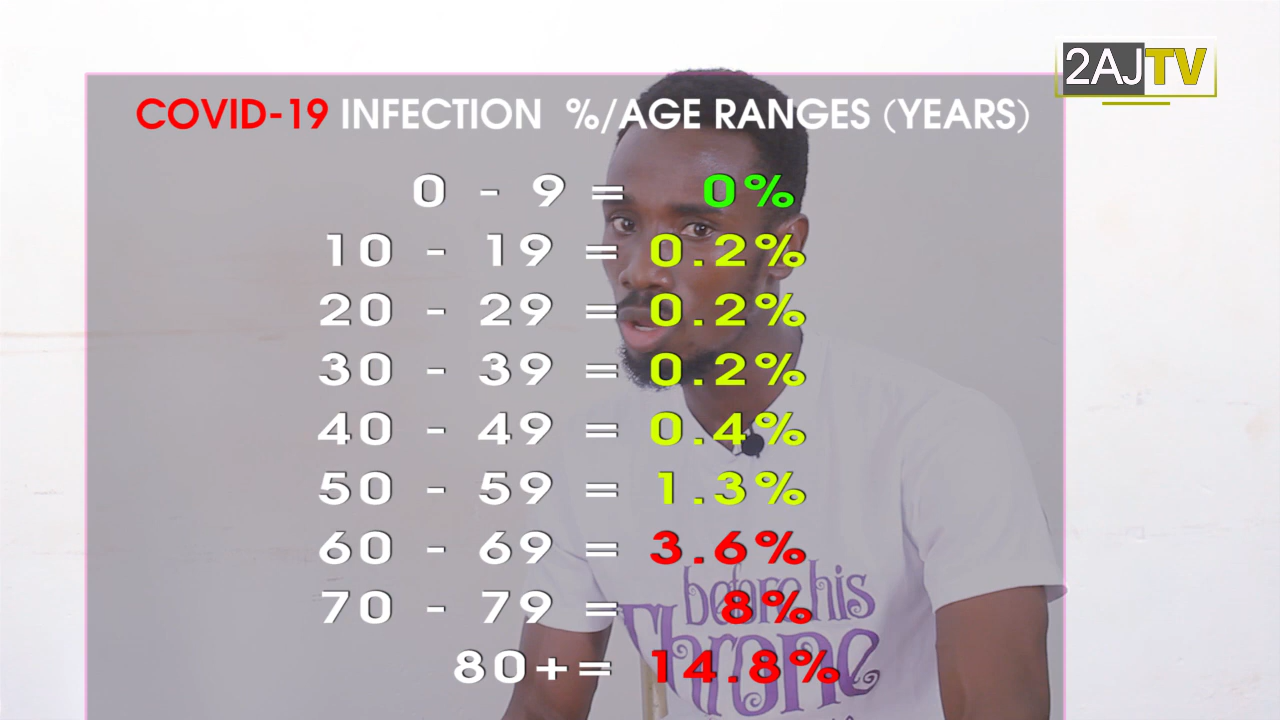 2AJTV
COVID-19 INFECTION %/AGE RANGES (YEARS)
0 - 9 = 0%
10 - 19 = 0.2%
20 - 29 = 0.2%
30 - 39 = 0.2%
40 - 49 = 0.4%
50 - 59 = 1.3%
60 - 69 = 3.6%
70 - 79 = 8%
80+= 14.8%
before his
Throne